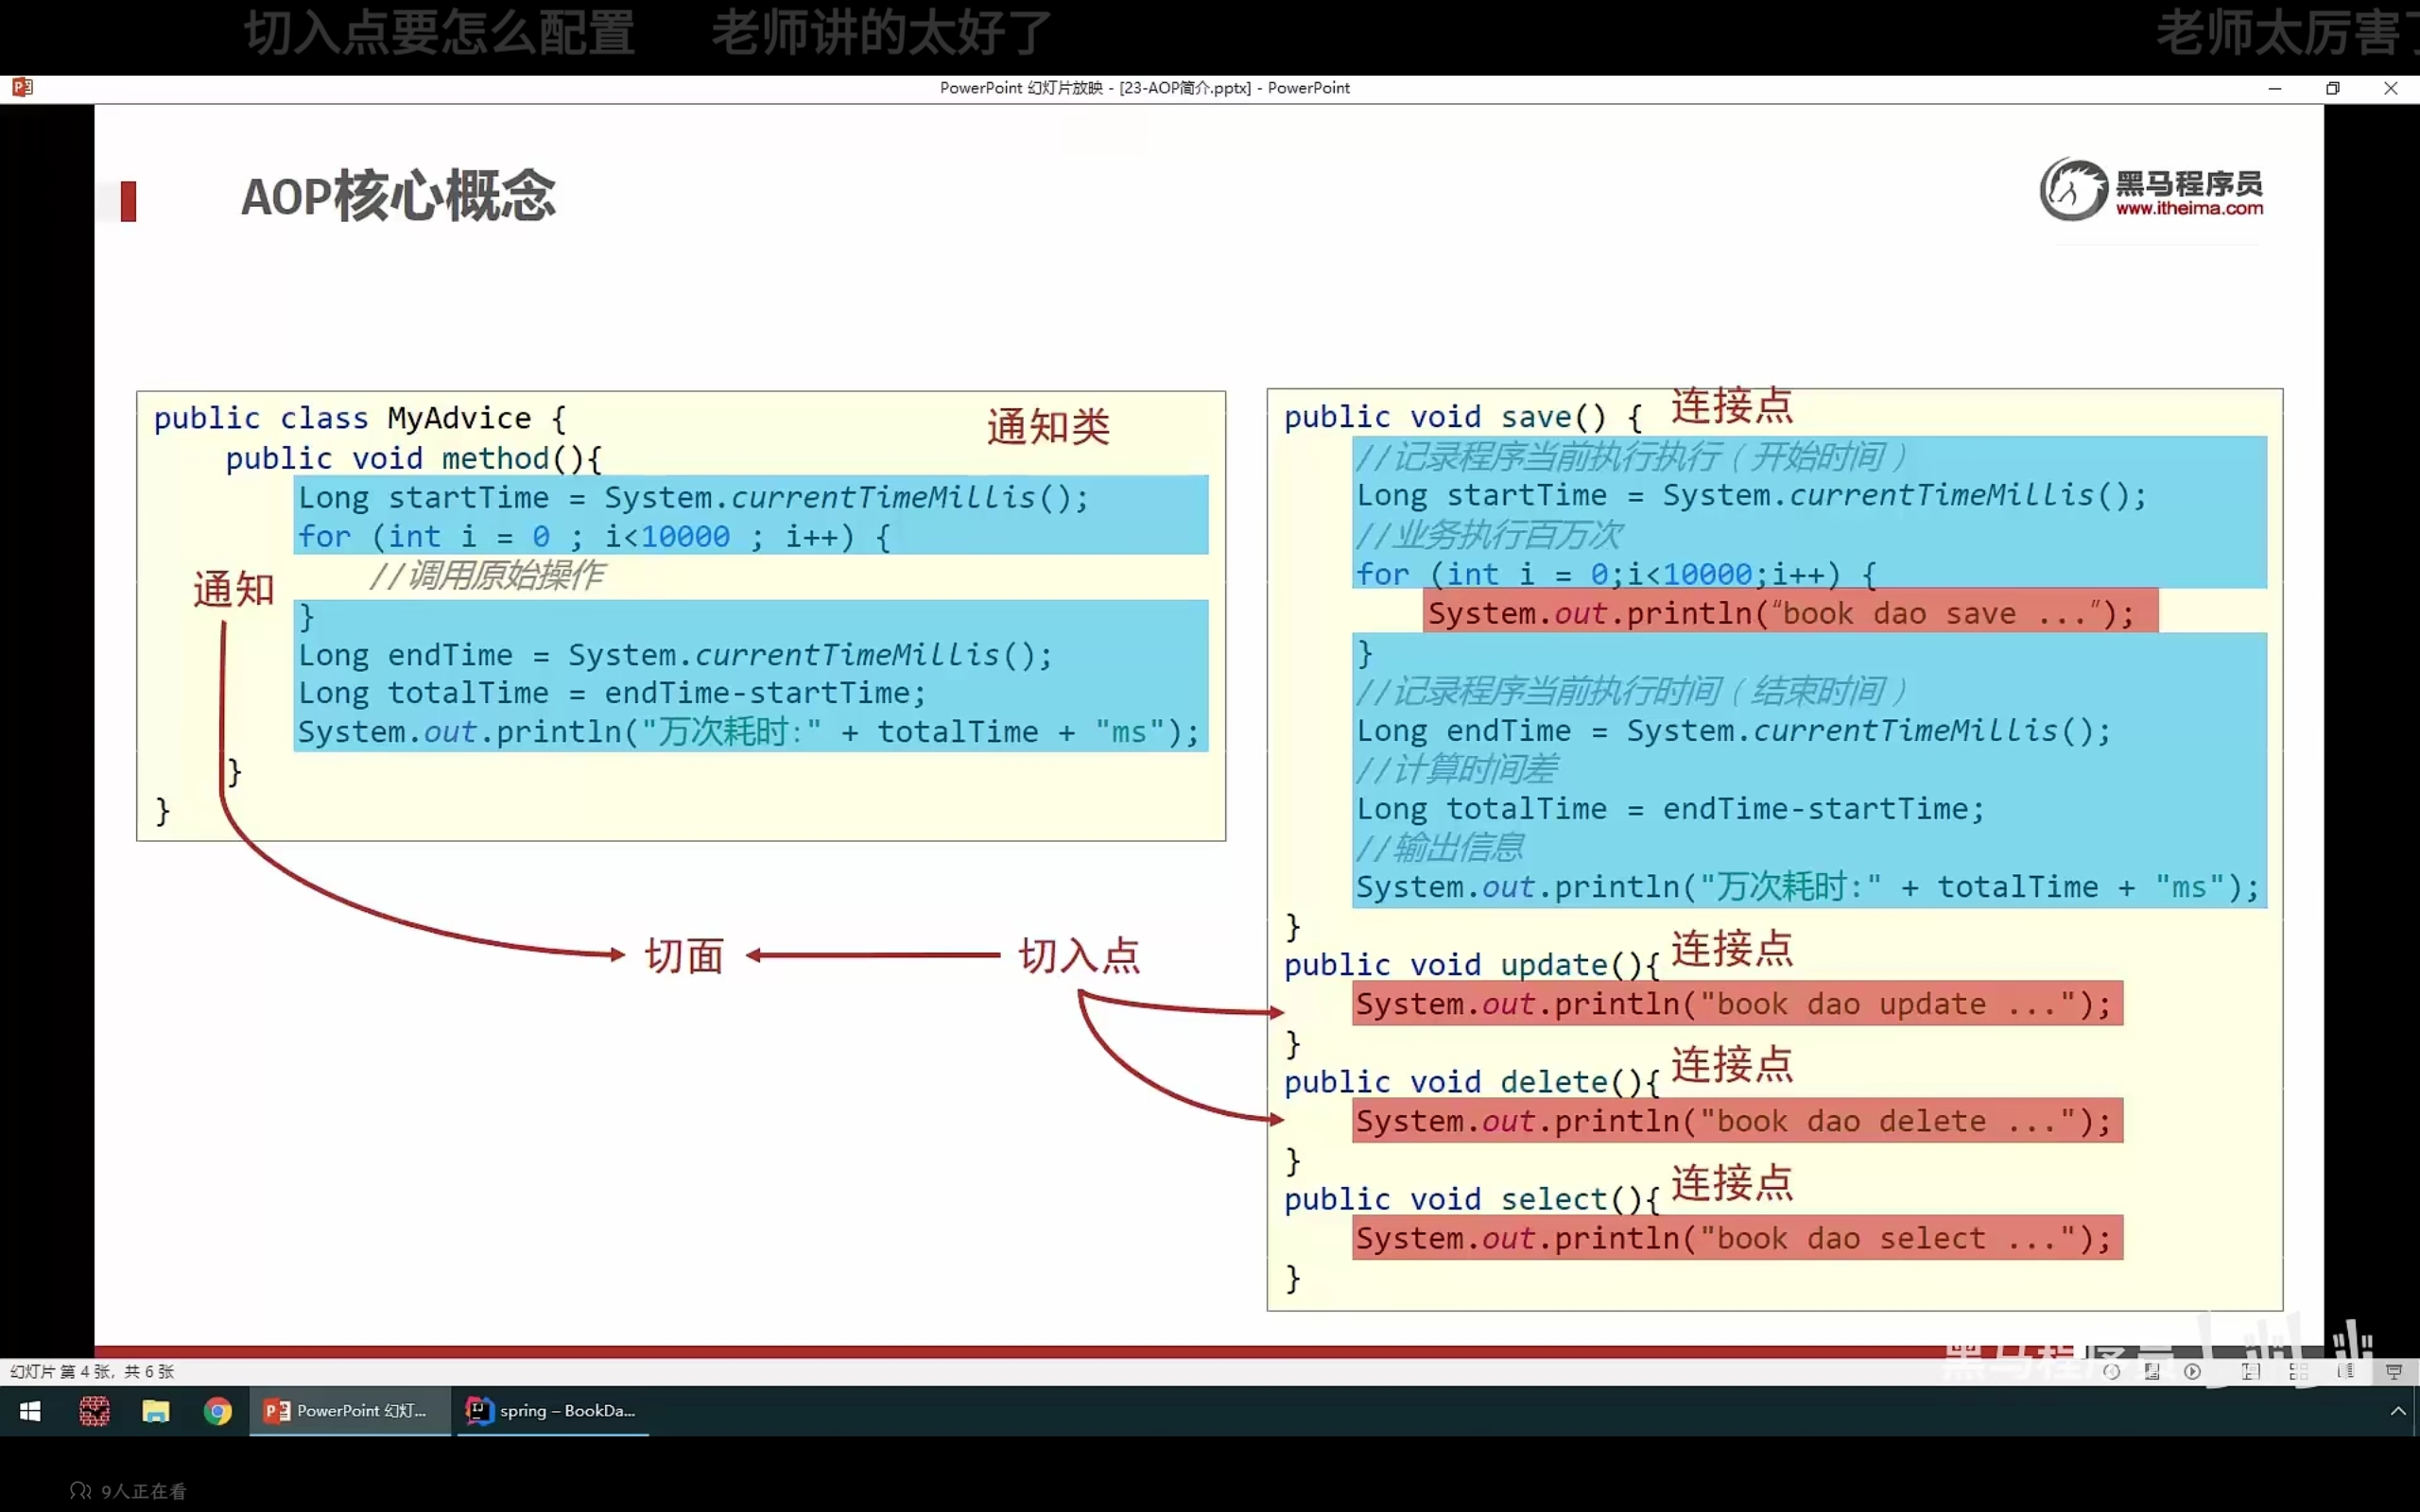 切入点要怎么配置 老师讲的太好了 老师太厉害了
PowerPoint 幻灯片放映 - [23-AOP简介.pptx] - PowerPoint
AOP核心概念
黑马程序员
www.itheima.com
public class MyAdvice {
通知类
public void method(){
Long startTime = System.currentTimeMillis();
for (int i = 0 ; i<10000 ; i++) {
//调用原始操作
通知
}
Long endTime = System.currentTimeMillis();
Long totalTime = endTime-startTime;
System.out.println("万次耗时:" + totalTime + "ms");
}
}
切面
切入点
public void save() {
连接点
//记录程序当前执行执行（开始时间）
Long startTime = System.currentTimeMillis();
//业务执行百万次
for (int i = 0;i<10000;i++) {
System.out.println(“book dao save ...”);
}
//记录程序当前执行时间（结束时间）
Long endTime = System.currentTimeMillis();
//计算时间差
Long totalTime = endTime-startTime;
//输出信息
System.out.println("万次耗时:" + totalTime + "ms");
}
public void update(){
连接点
System.out.println("book dao update ...");
}
public void delete(){
连接点
System.out.println("book dao delete ...");
}
public void select(){
连接点
System.out.println("book dao select ...");
}
黑马程序员
幻灯片 第 4 张，共 6 张
PowerPoint 幻灯...
spring – BookDa...
9人正在看